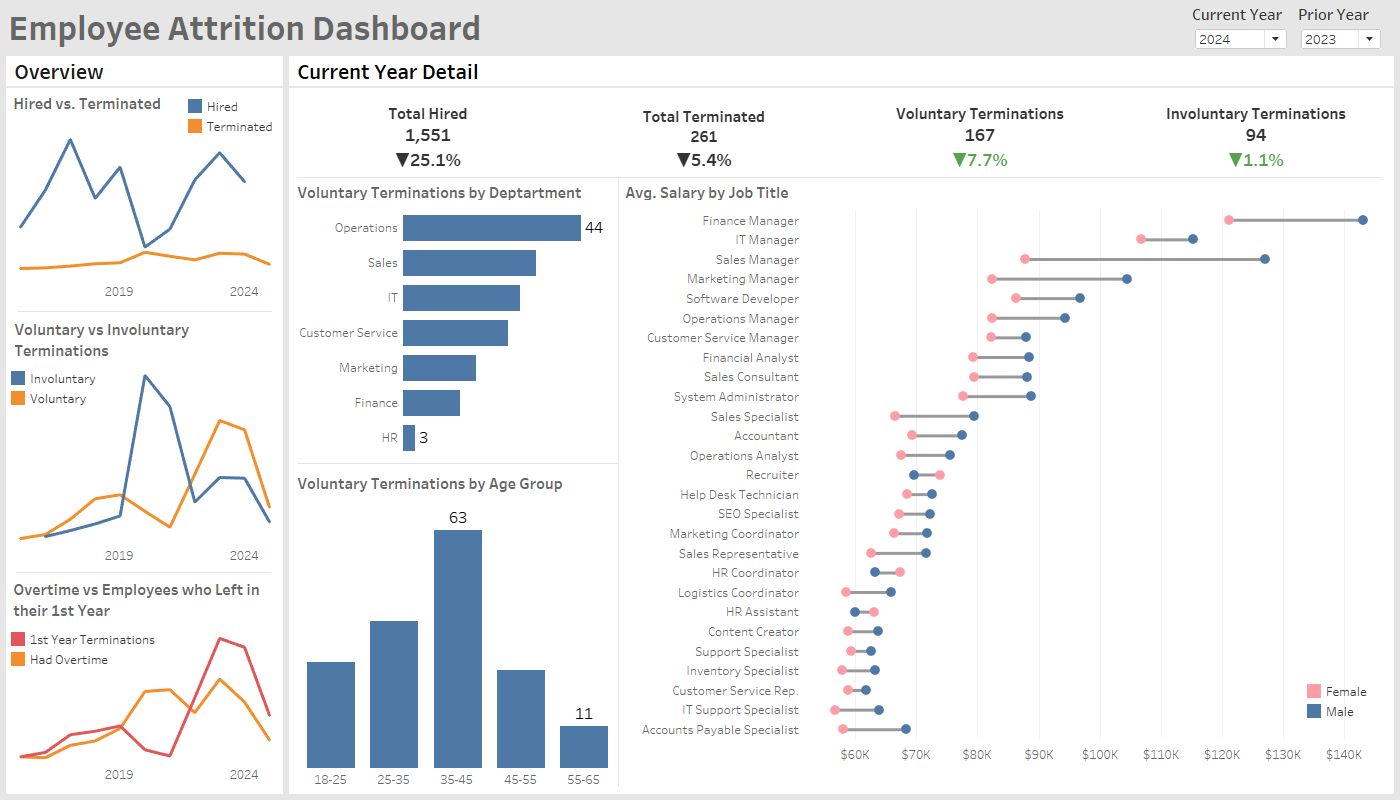 Employee Attrition Dashboard
Current Year
Prior Year
2024
2023
Overview
Hired vs. Terminated
Hired
Terminated
2019
2024
Voluntary vs Involuntary
Terminations
Involuntary
Voluntary
2019
2024
Overtime vs Employees who Left in
their 1st Year
1st Year Terminations
Had Overtime
2019
2024
Current Year Detail
Total Hired
1,551
▼25.1%
Total Terminated
261
▼5.4%
Voluntary Terminations
167
▼7.7%
Involuntary Terminations
94
▼1.1%
Voluntary Terminations by Deptartment
Operations
44
Sales
IT
Customer Service
Marketing
Finance
HR
3
Voluntary Terminations by Age Group
63
11
18-25
25-35
35-45
45-55
55-65
Avg. Salary by Job Title
Finance Manager
IT Manager
Sales Manager
Marketing Manager
Software Developer
Operations Manager
Customer Service Manager
Financial Analyst
Sales Consultant
System Administrator
Sales Specialist
Accountant
Operations Analyst
Recruiter
Help Desk Technician
SEO Specialist
Marketing Coordinator
Sales Representative
HR Coordinator
Logistics Coordinator
HR Assistant
Content Creator
Support Specialist
Inventory Specialist
Customer Service Rep.
IT Support Specialist
Accounts Payable Specialist
Female
Male
$60K
$70K
$80K
$90K
$100K
$110K
$120K
$130K
$140K